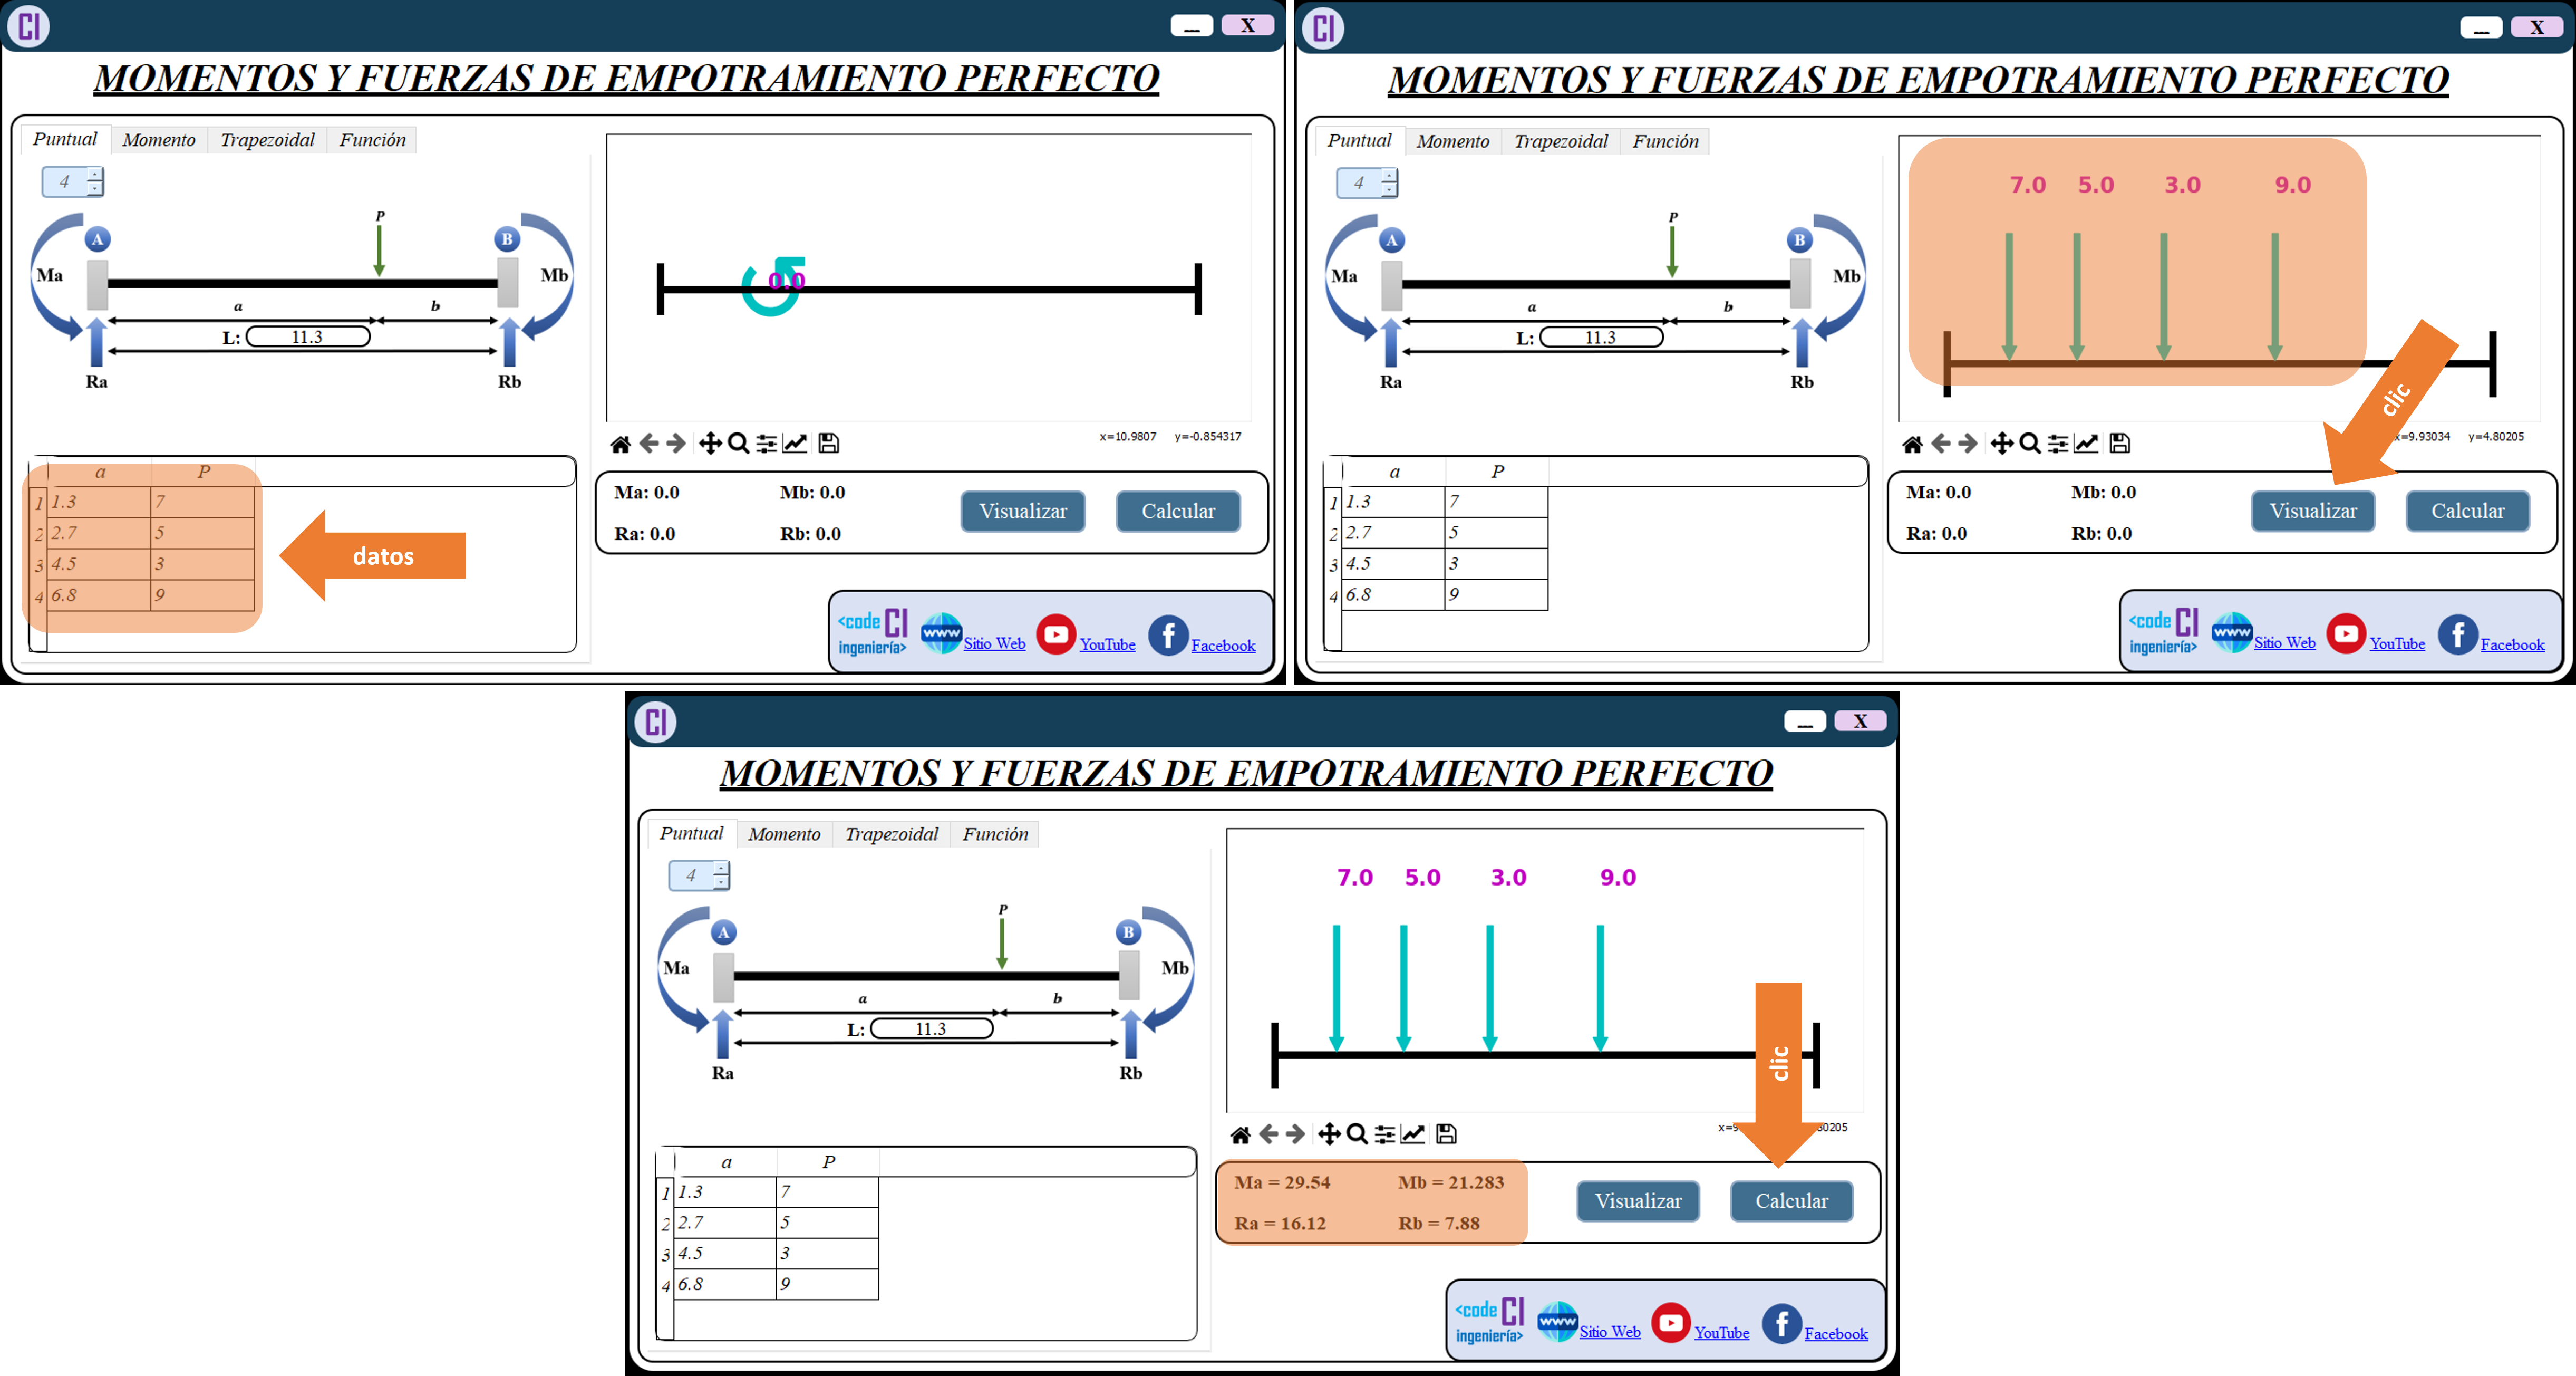 CI
_ X
MOMENTOS Y FUERZAS DE EMPOTRAMIENTO PERFECTO
Puntual Momento Trapezoidal Función
4
A P B
Ma Mb
a b
L: 11.3
Ra Rb
0.0
x=10.9807 y=-0.854317
a P
1 1.3 7
2 2.7 5
3 4.5 3
4 6.8 9
datos
Ma: 0.0 Mb: 0.0
Ra: 0.0 Rb: 0.0
Visualizar Calcular
<code CI
ingeniería>
www Sitio Web YouTube Facebook
CI
_ X
MOMENTOS Y FUERZAS DE EMPOTRAMIENTO PERFECTO
Puntual Momento Trapezoidal Función
4
A P B
Ma Mb
a b
L: 11.3
Ra Rb
7.0 5.0 3.0 9.0
clic
x=9.93034 y=4.80205
a P
1 1.3 7
2 2.7 5
3 4.5 3
4 6.8 9
Ma: 0.0 Mb: 0.0
Ra: 0.0 Rb: 0.0
Visualizar Calcular
<code CI
ingeniería>
www Sitio Web YouTube Facebook
CI
_ X
MOMENTOS Y FUERZAS DE EMPOTRAMIENTO PERFECTO
Puntual Momento Trapezoidal Función
4
A P B
Ma Mb
a b
L: 11.3
Ra Rb
7.0 5.0 3.0 9.0
clic
a P
1 1.3 7
2 2.7 5
3 4.5 3
4 6.8 9
Ma = 29.54 Mb = 21.283
Ra = 16.12 Rb = 7.88
Visualizar Calcular
<code CI
ingeniería>
www Sitio Web YouTube Facebook